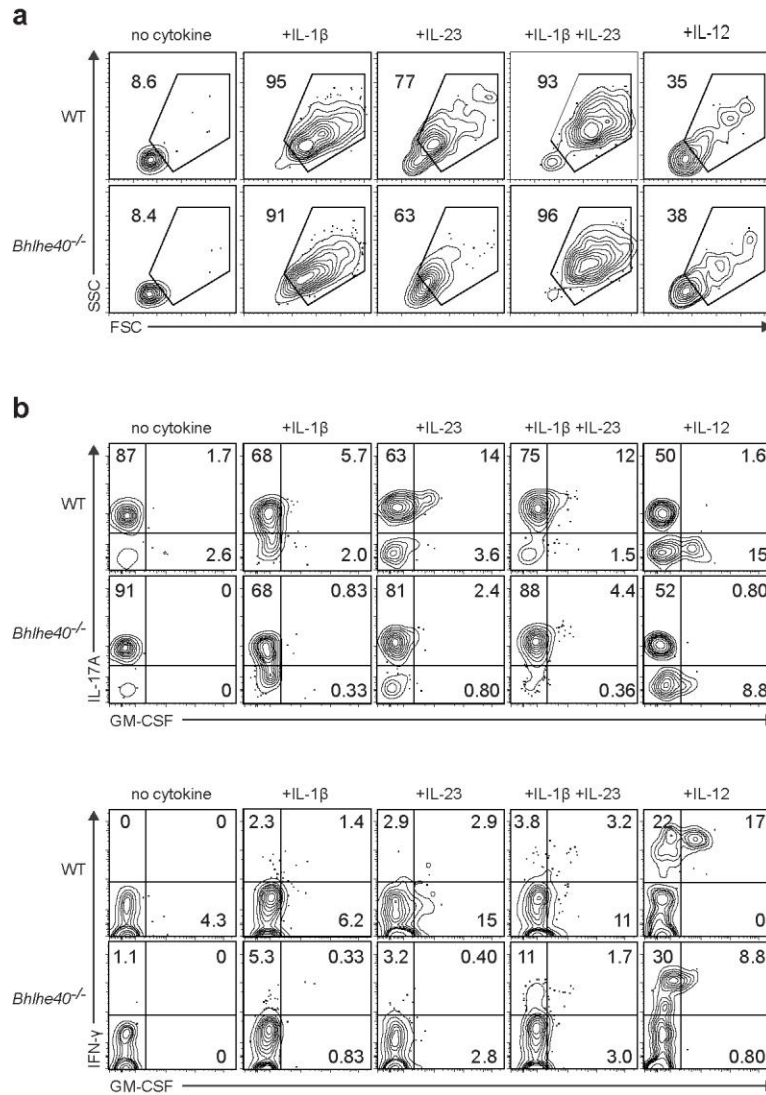 a
no cytokine +IL-1β +IL-23 +IL-1β +IL-23 +IL-12
WT
8.6 95 77 93 35
Bhlhe40-/-
8.4 91 63 96 38
SSC
FSC
b
no cytokine +IL-1β +IL-23 +IL-1β +IL-23 +IL-12
87 1.7 68 5.7 63 14 75 12 50 1.6
WT
2.6 2.0 3.6 1.5 15
91 0 68 0.83 81 2.4 88 4.4 52 0.80
Bhlhe40-/-
0 0.33 0.80 0.36 8.8
IL-17A
GM-CSF
no cytokine +IL-1β +IL-23 +IL-1β +IL-23 +IL-12
0 0 2.3 1.4 2.9 2.9 3.8 3.2 22 17
WT
4.3 6.2 15 11 0
1.1 0 5.3 0.33 3.2 0.40 11 1.7 30 8.8
Bhlhe40-/-
0 0.83 2.8 3.0 0.80
IFN-γ
GM-CSF